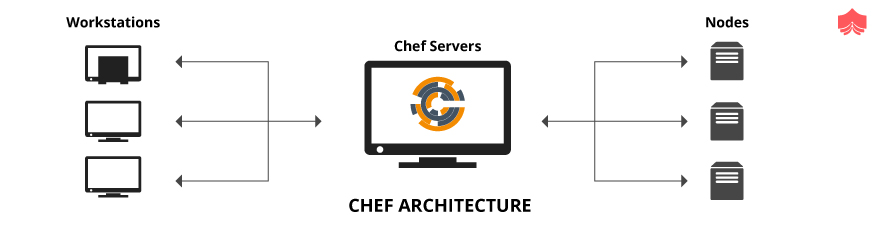 Workstations
Chef Servers
Nodes
CHEF ARCHITECTURE